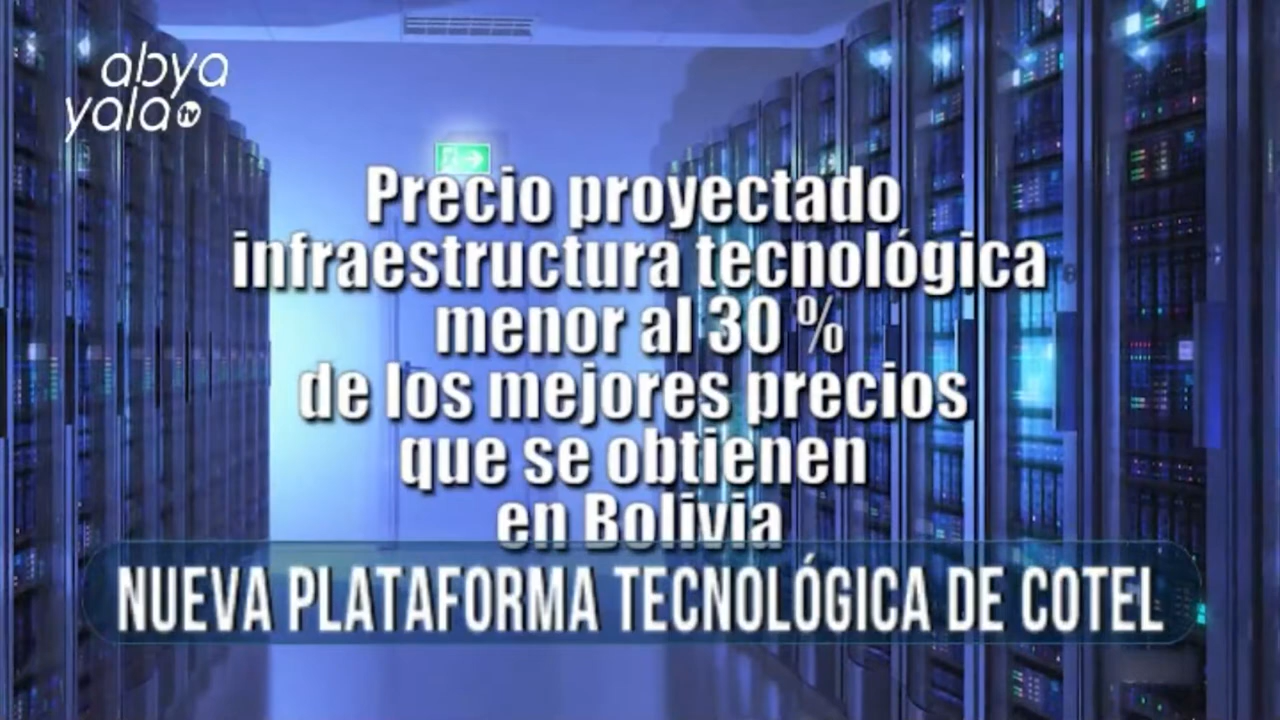 abya
yala tv
Precio proyectado
infraestructura tecnológica
menor al 30 %
de los mejores precios
que se obtienen
en Bolivia
NUEVA PLATAFORMA TECNOLÓGICA DE COTEL